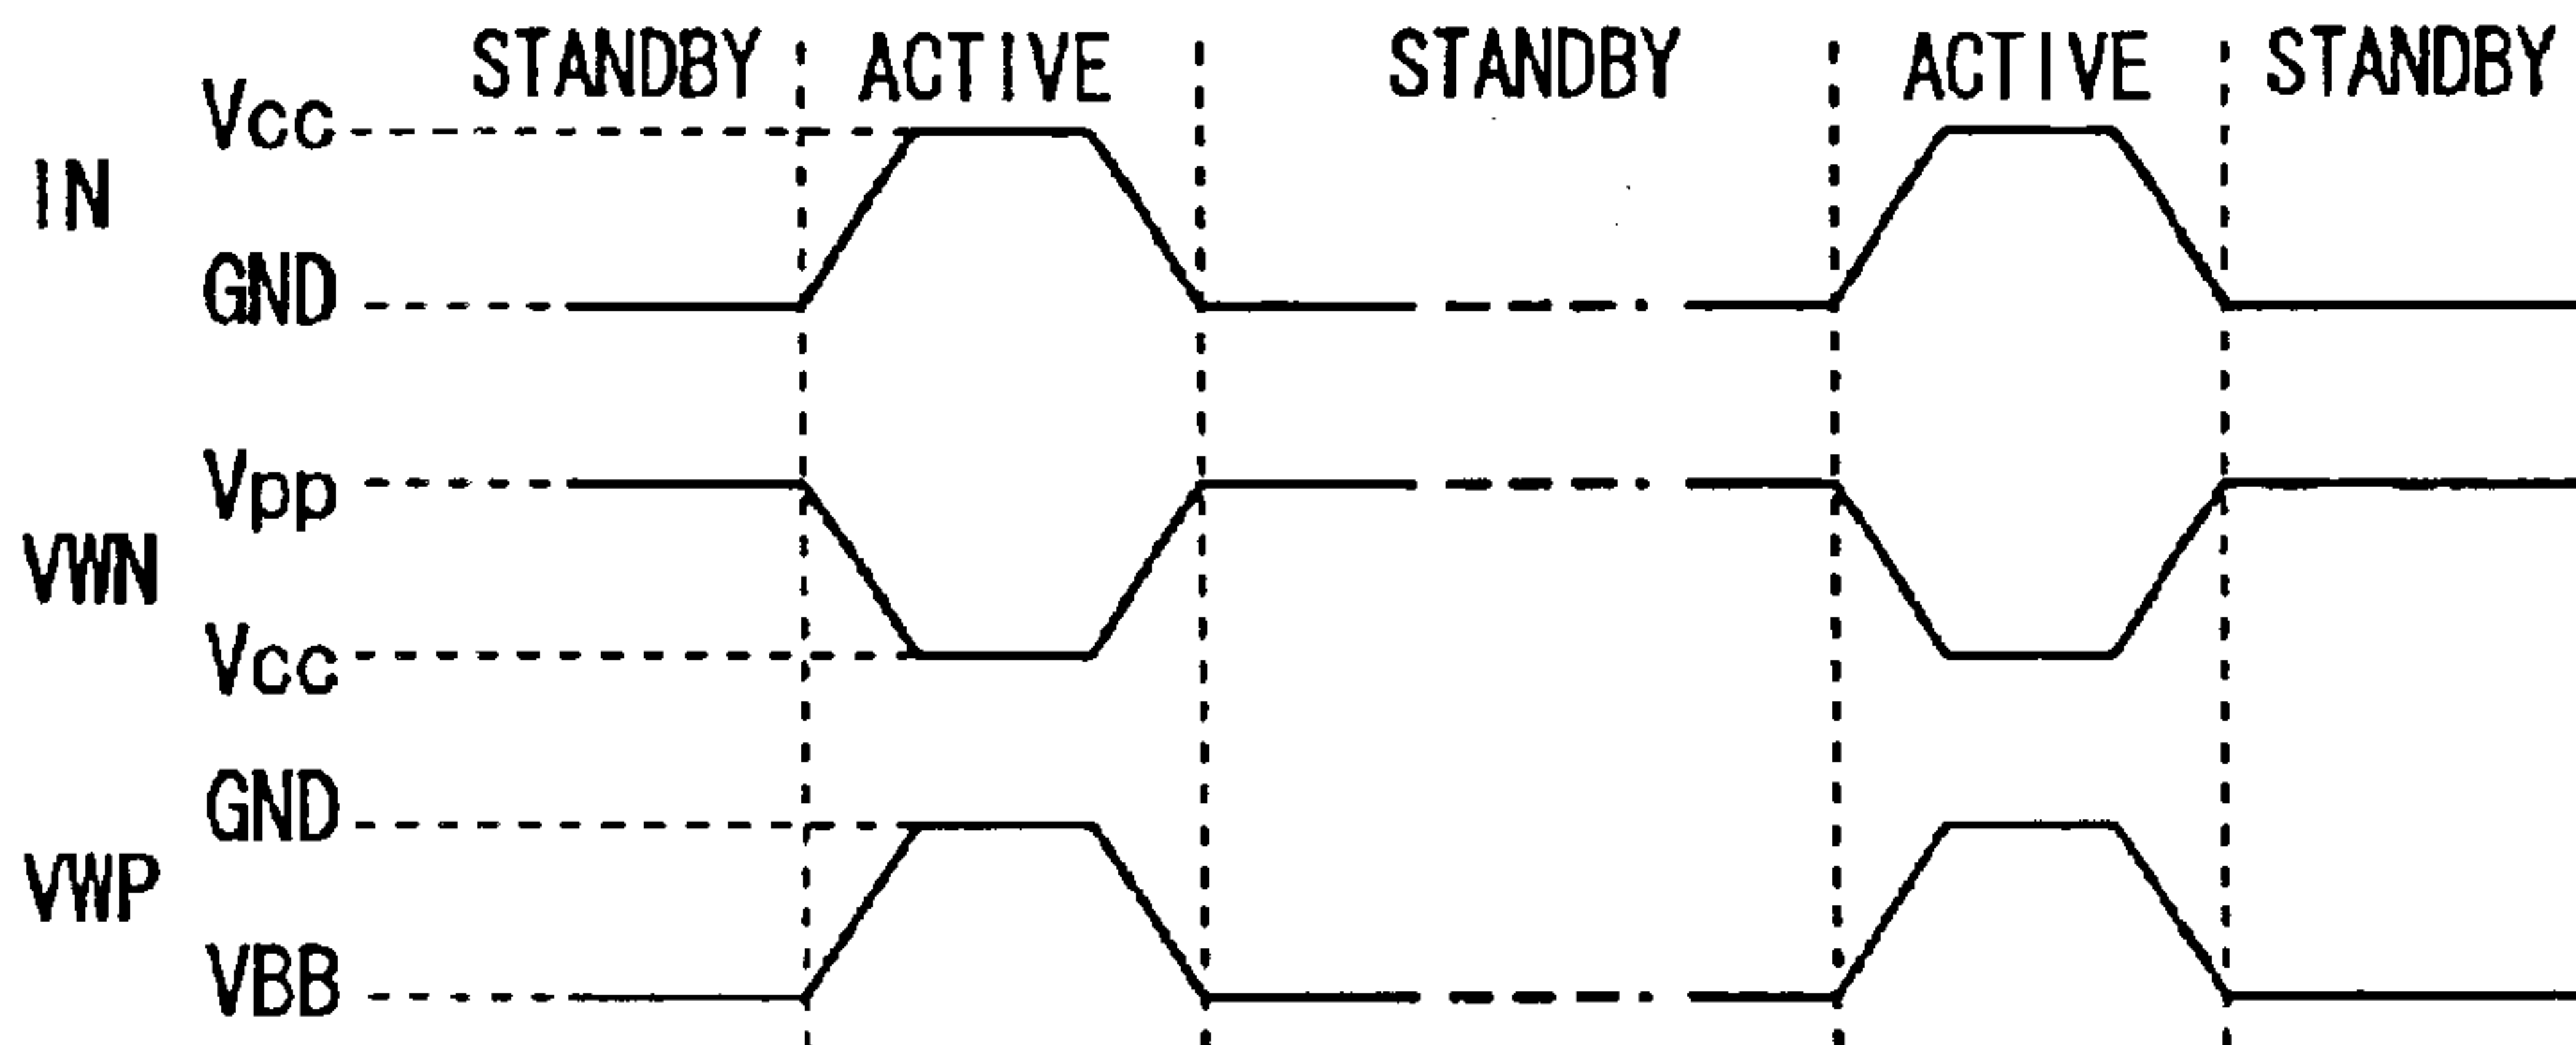 STANDBY ACTIVE STANDBY ACTIVE STANDBY
Vcc
IN
GND
Vpp
VWN
Vcc
GND
VWP
VBB